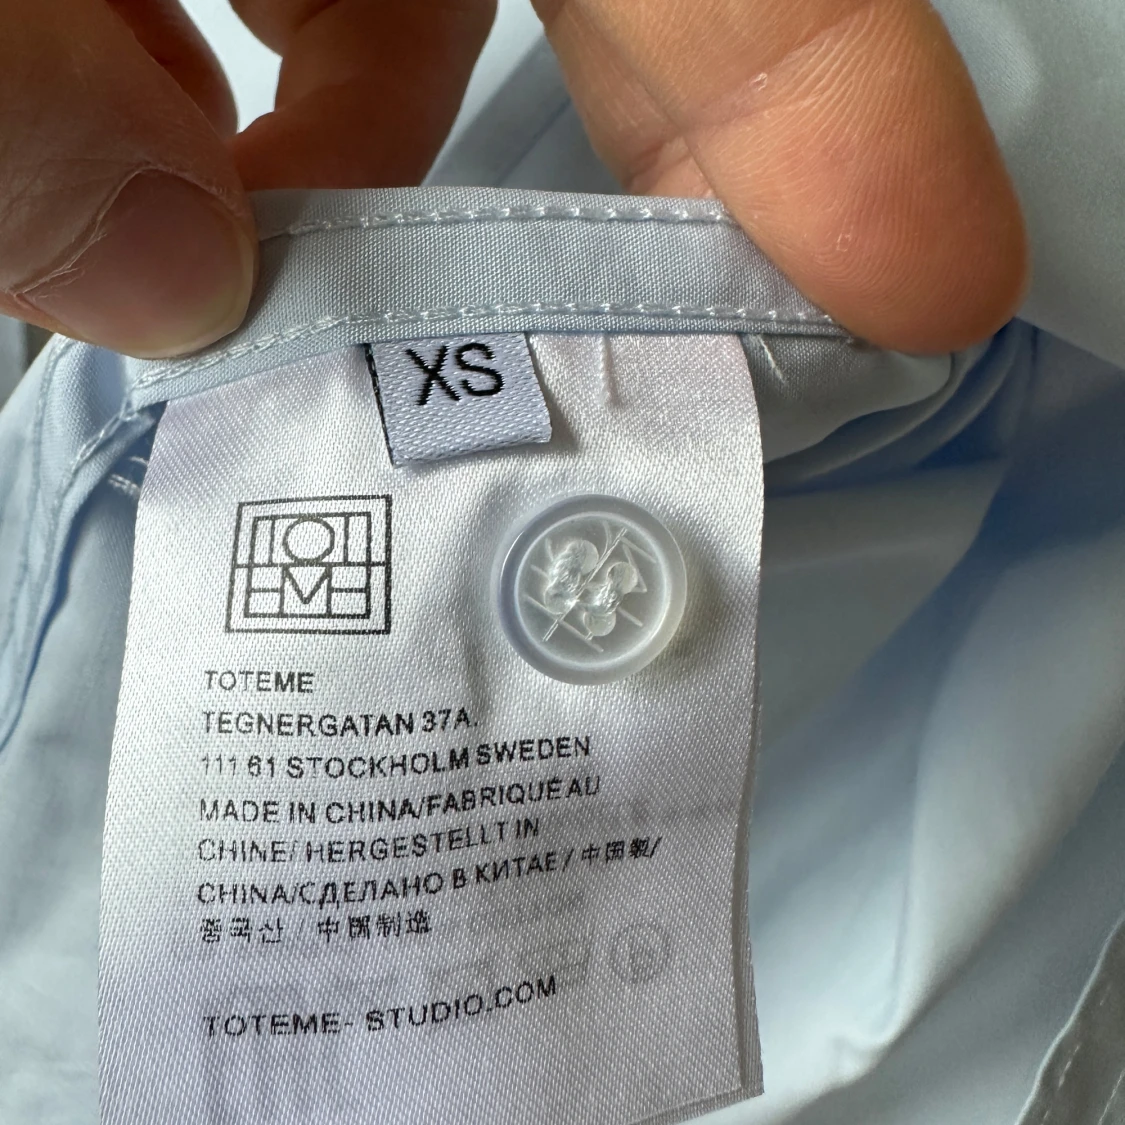 XS
TOTEME
TEGNERGATAN 37A.
111 61 STOCKHOLM SWEDEN
MADE IN CHINA/FABRIQUÉ AU
CHINE/ HERGESTELLT IN
CHINA/СДЕЛАНО В КИТАЕ / 中国製/
중국산 / 中国制造
TOTEME- STUDIO.COM